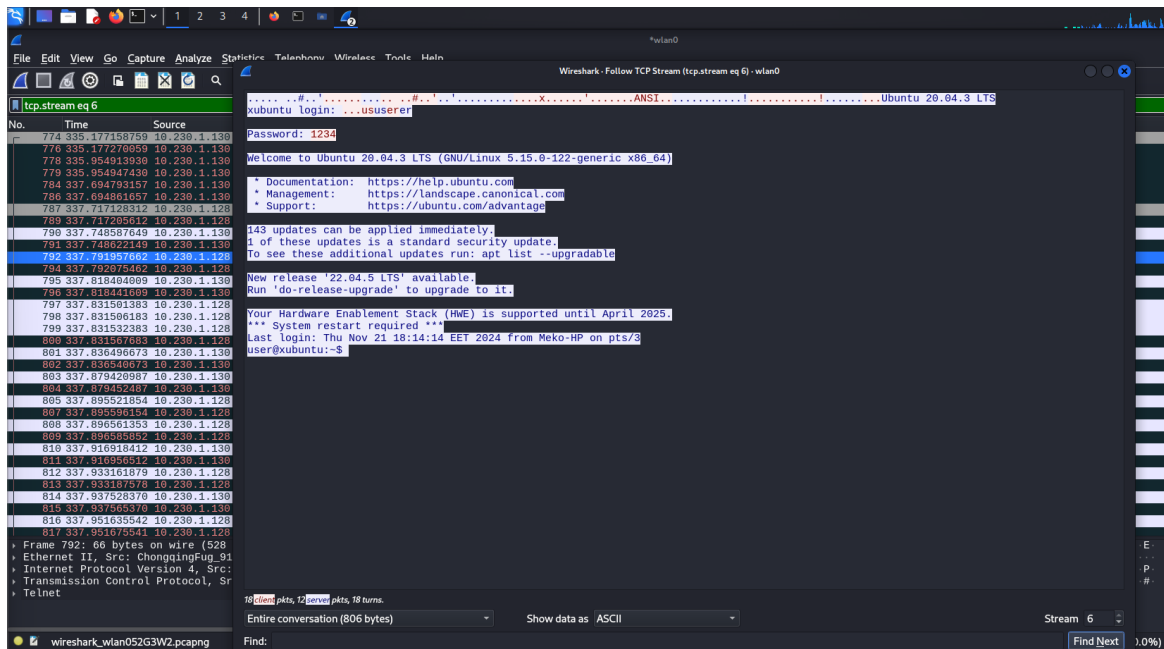 1 2 3 4
*wlan0
File Edit View Go Capture Analyze Statistics Telephony Wireless Tools Help
Wireshark · Follow TCP Stream (tcp.stream eq 6) · wlan0
tcp.stream eq 6
No. Time Source
774 335.177158759 10.230.1.130
776 335.177270059 10.230.1.130
778 335.954913930 10.230.1.130
779 335.954947430 10.230.1.130
784 337.694793157 10.230.1.130
786 337.694861657 10.230.1.130
787 337.717128312 10.230.1.128
789 337.717205612 10.230.1.128
790 337.748587649 10.230.1.130
791 337.748622149 10.230.1.130
792 337.791957662 10.230.1.128
794 337.792075462 10.230.1.128
795 337.818404009 10.230.1.130
796 337.818441609 10.230.1.130
797 337.831501383 10.230.1.128
798 337.831506183 10.230.1.128
799 337.831532383 10.230.1.128
800 337.831567683 10.230.1.128
801 337.836496673 10.230.1.130
802 337.836540673 10.230.1.130
803 337.879420987 10.230.1.130
804 337.879452487 10.230.1.130
805 337.895521854 10.230.1.128
807 337.895596154 10.230.1.128
808 337.896561353 10.230.1.128
809 337.896585852 10.230.1.128
810 337.916918412 10.230.1.130
811 337.916956512 10.230.1.130
812 337.933161879 10.230.1.128
813 337.933187578 10.230.1.128
814 337.937528370 10.230.1.130
815 337.937565370 10.230.1.130
816 337.951635542 10.230.1.128
817 337.951675541 10.230.1.128
Frame 792: 66 bytes on wire (528
Ethernet II, Src: ChongqingFug_91
Internet Protocol Version 4, Src:
Transmission Control Protocol, Sr
Telnet
..... ..#..'........... ..#..'..'.............x......'.......ANSI............!...........!.........Ubuntu 20.04.3 LTS
xubuntu login: ...ususerer
Password: 1234
Welcome to Ubuntu 20.04.3 LTS (GNU/Linux 5.15.0-122-generic x86_64)
* Documentation: https://help.ubuntu.com
* Management: https://landscape.canonical.com
* Support: https://ubuntu.com/advantage
143 updates can be applied immediately.
1 of these updates is a standard security update.
To see these additional updates run: apt list --upgradable
New release '22.04.5 LTS' available.
Run 'do-release-upgrade' to upgrade to it.
Your Hardware Enablement Stack (HWE) is supported until April 2025.
*** System restart required ***
Last login: Thu Nov 21 18:14:14 EET 2024 from Meko-HP on pts/3
user@xubuntu:~$
18 client pkts, 12 server pkts, 18 turns.
Entire conversation (806 bytes) Show data as ASCII Stream 6
Find: Find Next
wireshark_wlan052G3W2.pcapng
E
P
#